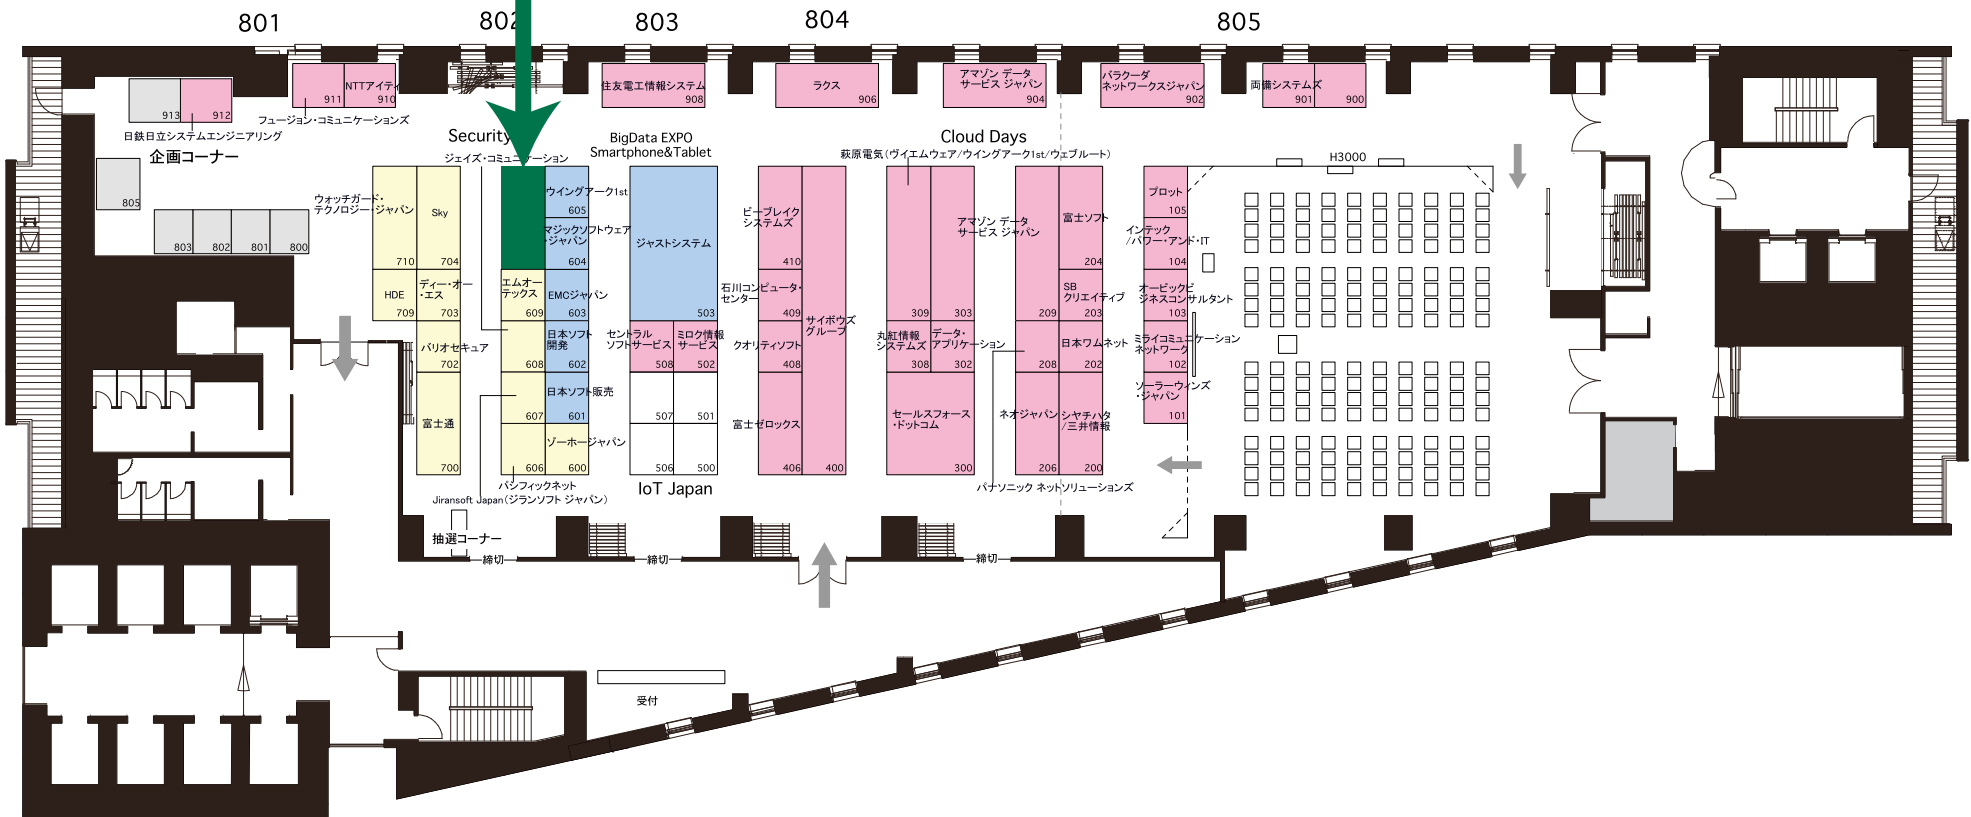 801
802
803
804
805
913
912
日鉄日立システムエンジニアリング
企画コーナー
911
NTTアイティ
910
フュージョン・コミュニケーションズ
住友電工情報システム
908
ラクス
906
アマゾン データ
サービス ジャパン
904
バラクーダ
ネットワークスジャパン
902
両備システムズ
901
900
805
803
802
801
800
Security
ジェイズ・コミュニケーション
BigData EXPO
Smartphone&Tablet
Cloud Days
萩原電気(ヴイエムウェア/ウイングアーク1st/ウェブルート)
H3000
ウォッチガード・
テクノロジー・ジャパン
710
Sky
704
HDE
709
ディー・オー
・エス
703
バリオセキュア
702
富士通
700
エムオー
テックス
609
608
607
606
ウイングアーク1st
605
マジックソフトウェア
・ジャパン
604
EMCジャパン
603
日本ソフト
開発
602
日本ソフト販売
601
ゾーホージャパン
600
パシフィックネット
Jiransoft Japan(ジランソフト ジャパン)
ジャストシステム
503
セントラル
ソフトサービス
508
ミロク情報
サービス
502
507
501
506
500
IoT Japan
ビーブレイク
システムズ
410
石川コンピュータ・
センター
409
クオリティソフト
408
富士ゼロックス
406
サイボウズ
グループ
400
309
303
丸紅情報
システムズ
308
データ・
アプリケーション
302
セールスフォース
・ドットコム
300
アマゾン データ
サービス ジャパン
209
208
ネオジャパン
206
富士ソフト
204
SB
クリエイティブ
203
日本ワムネット
202
シヤチハタ
/三井情報
200
パナソニック ネットソリューションズ
プロット
105
インテック
/パワー・アンド・IT
104
オービックビ
ジネスコンサルタント
103
ミライコミュニケーション
ネットワーク
102
ソーラーウィンズ
・ジャパン
101
抽選コーナー
締切
締切
締切
受付